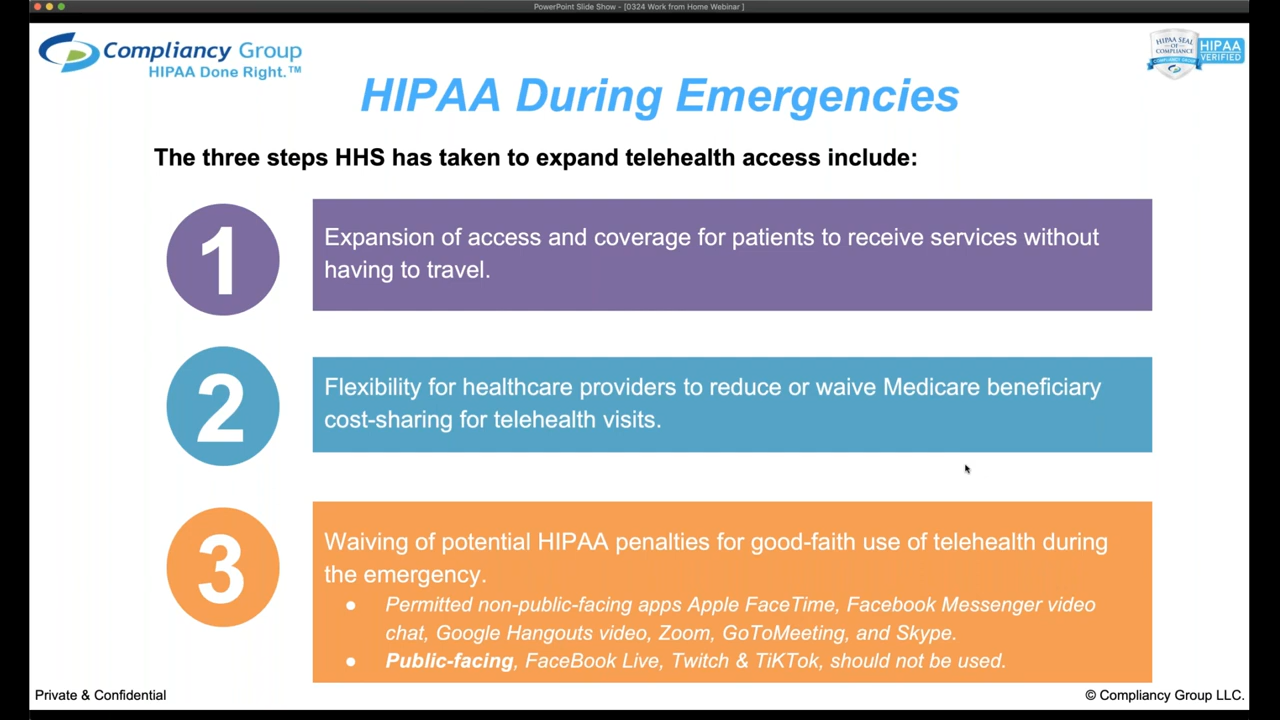 PowerPoint Slide Show - [0324 Work from Home Webinar ]
Compliancy Group
HIPAA Done Right.™
HIPAA SEAL
OF
COMPLIANCE
HIPAA
VERIFIED
HIPAA During Emergencies
The three steps HHS has taken to expand telehealth access include:
1
Expansion of access and coverage for patients to receive services without
having to travel.
2
Flexibility for healthcare providers to reduce or waive Medicare beneficiary
cost-sharing for telehealth visits.
3
Waiving of potential HIPAA penalties for good-faith use of telehealth during
the emergency.
● Permitted non-public-facing apps Apple FaceTime, Facebook Messenger video
chat, Google Hangouts video, Zoom, GoToMeeting, and Skype.
● Public-facing, FaceBook Live, Twitch & TiKTok, should not be used.
Private & Confidential
© Compliancy Group LLC.